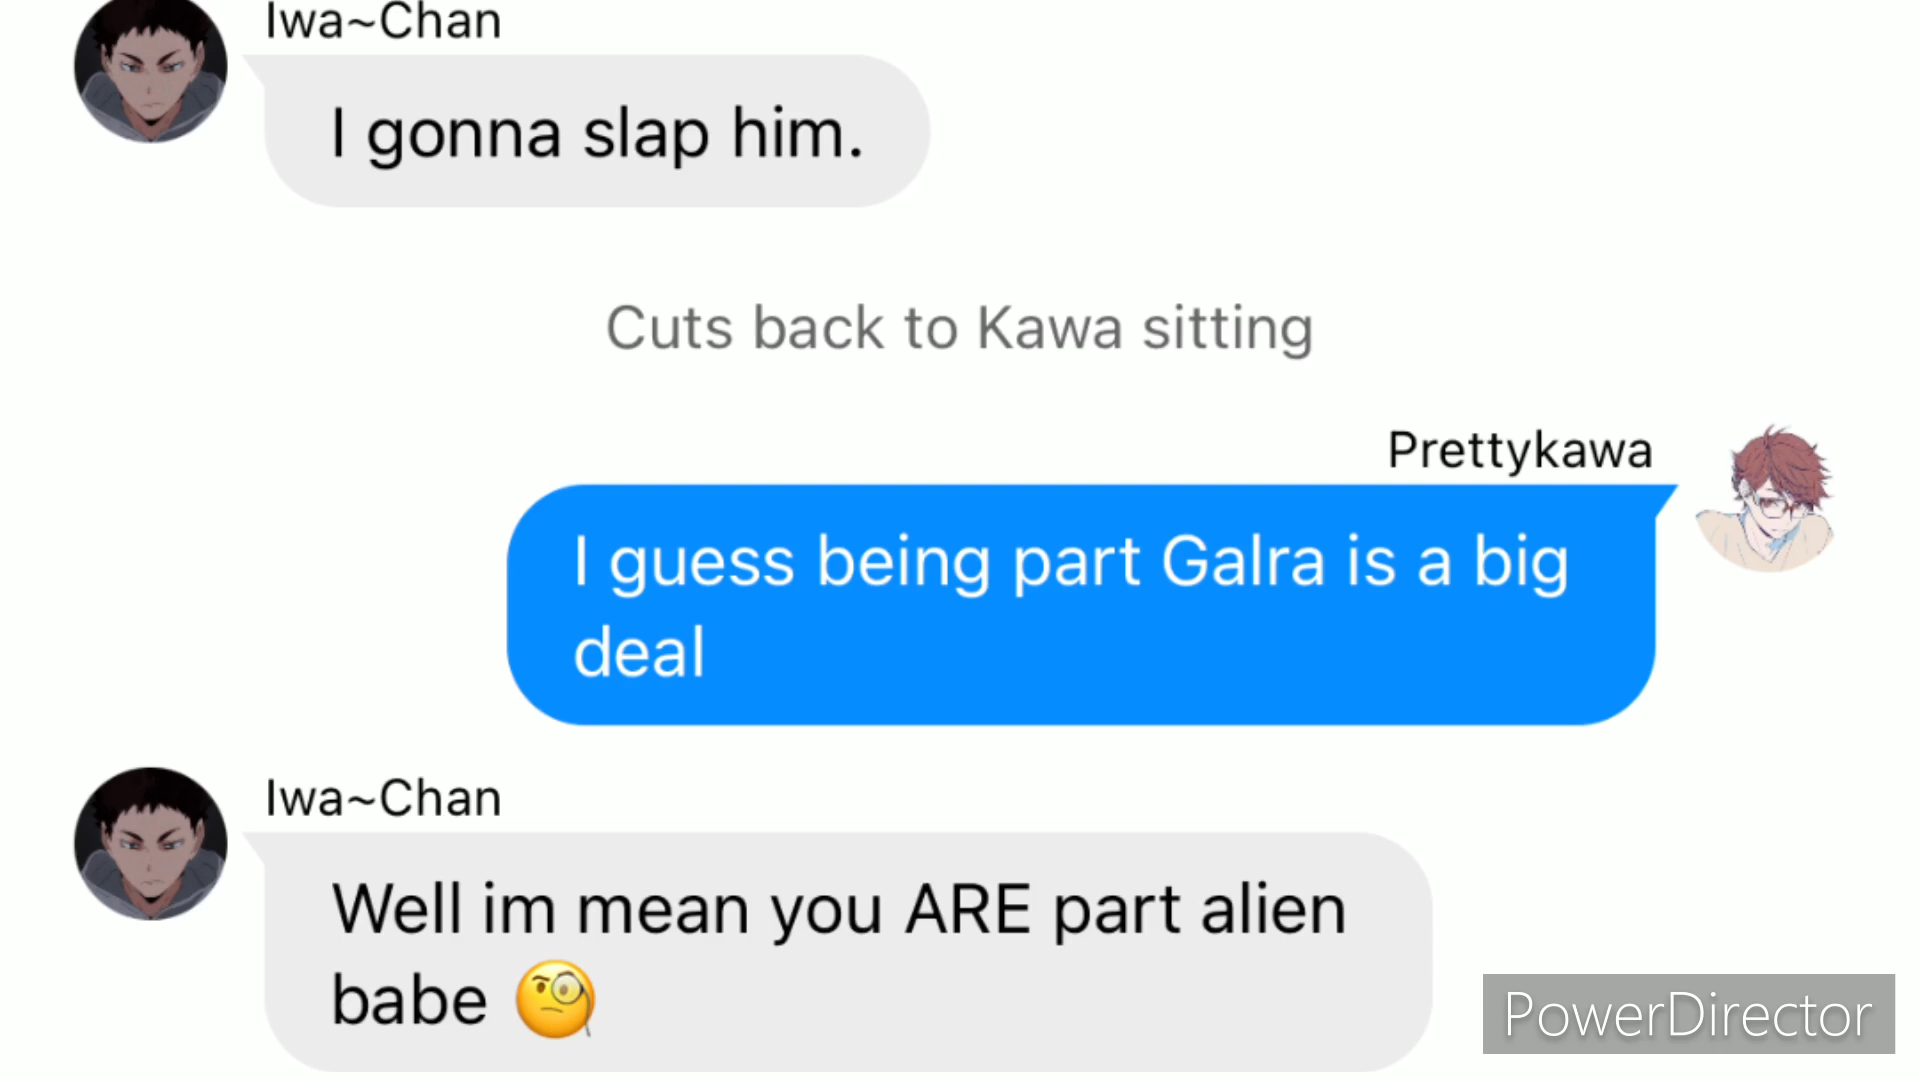 Iwa~Chan
I gonna slap him.
Cuts back to Kawa sitting
Prettykawa
I guess being part Galra is a big
deal
Iwa~Chan
Well im mean you ARE part alien
babe 🧐
PowerDirector